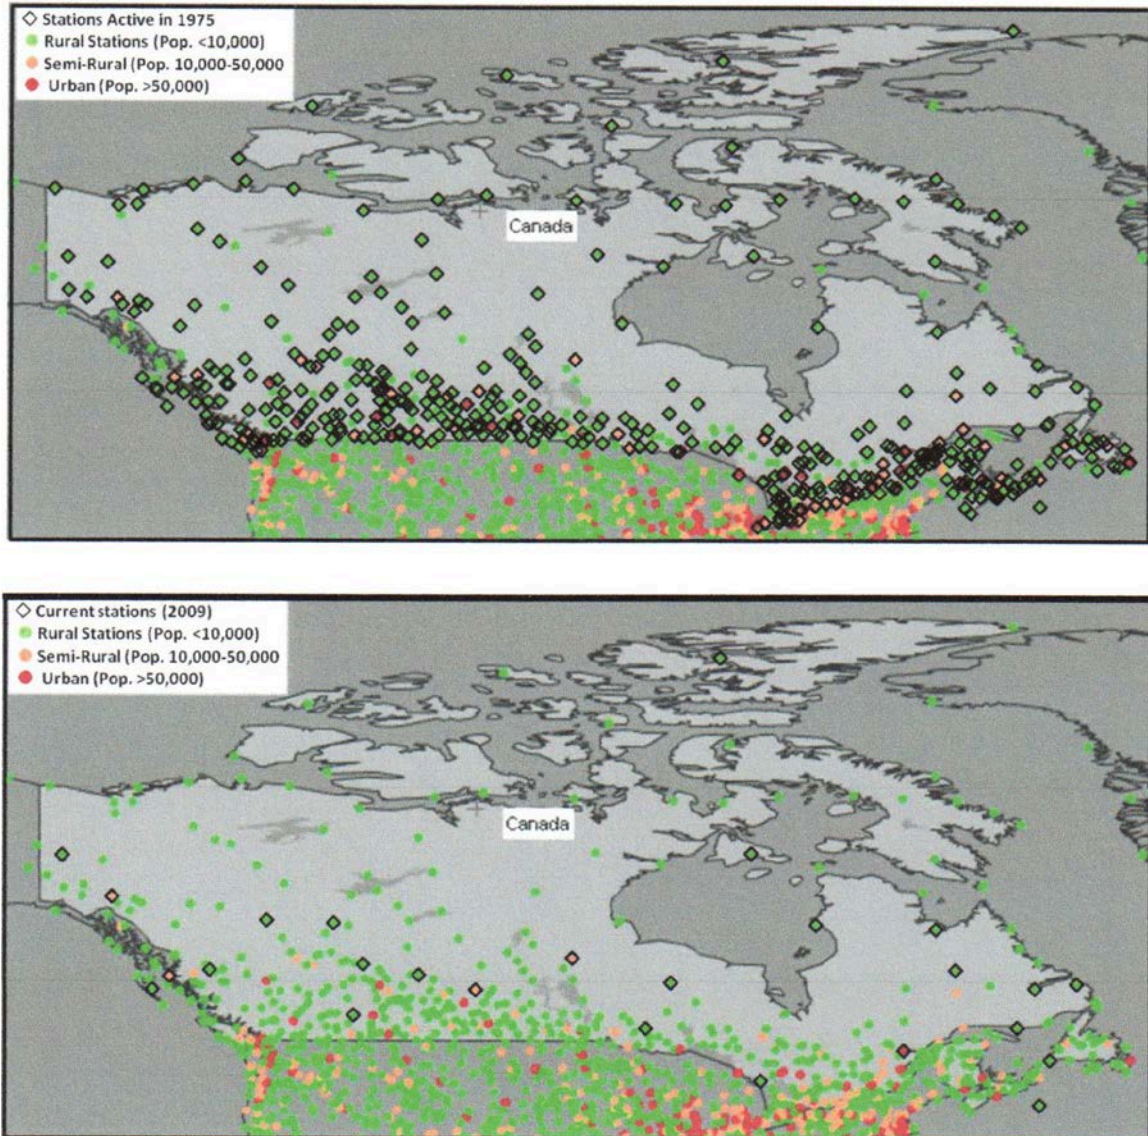 Stations Active in 1975
Rural Stations (Pop. <10,000)
Semi-Rural (Pop. 10,000-50,000
Urban (Pop. >50,000)
Canada
Current stations (2009)
Rural Stations (Pop. <10,000)
Semi-Rural (Pop. 10,000-50,000
Urban (Pop. >50,000)
Canada